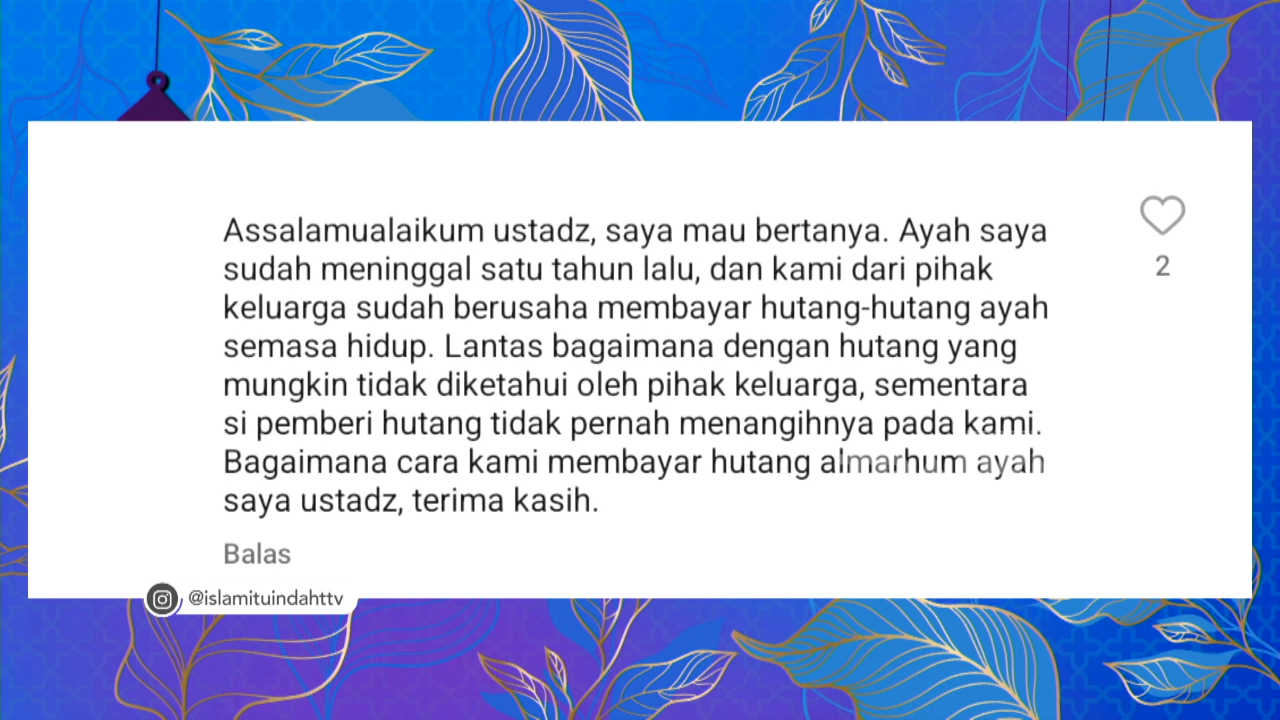 Assalamualaikum ustadz, saya mau bertanya. Ayah saya
sudah meninggal satu tahun lalu, dan kami dari pihak
keluarga sudah berusaha membayar hutang-hutang ayah
semasa hidup. Lantas bagaimana dengan hutang yang
mungkin tidak diketahui oleh pihak keluarga, sementara
si pemberi hutang tidak pernah menangihnya pada kami.
Bagaimana cara kami membayar hutang almarhum ayah
saya ustadz, terima kasih.
2
Balas
@islamituindahttv